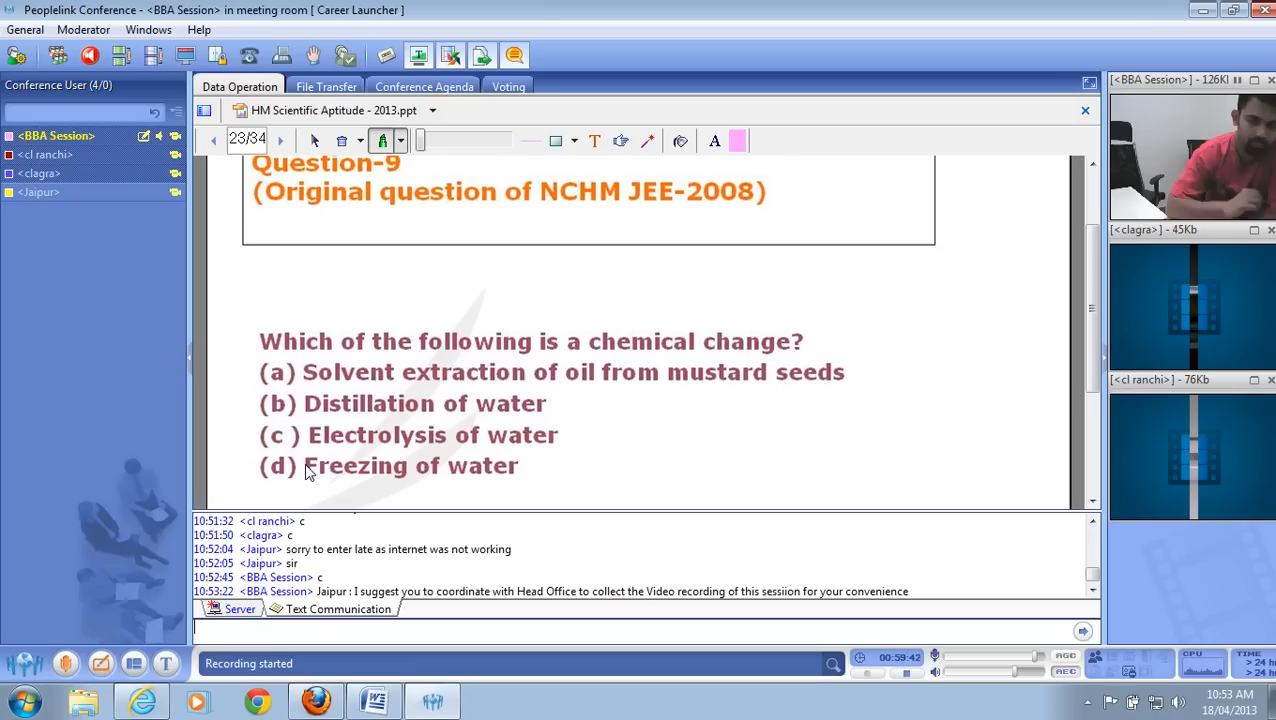 Peoplelink Conference - <BBA Session> in meeting room [ Career Launcher ]
General Moderator Windows Help
Conference User (4/0)
<BBA Session>
<cl ranchi>
<clagra>
<Jaipur>
Data Operation File Transfer Conference Agenda Voting
HM Scientific Aptitude - 2013.ppt
23/34
T A
Question-9
(Original question of NCHM JEE-2008)
Which of the following is a chemical change?
(a) Solvent extraction of oil from mustard seeds
(b) Distillation of water
(c ) Electrolysis of water
(d) Freezing of water
10:51:32 <cl ranchi> c
10:51:50 <clagra> c
10:52:04 <Jaipur> sorry to enter late as internet was not working
10:52:05 <Jaipur> sir
10:52:45 <BBA Session> c
10:53:22 <BBA Session> Jaipur : I suggest you to coordinate with Head Office to collect the Video recording of this sessiion for your convenience
Server Text Communication
[<BBA Session>] - 126Kl
[<clagra>] - 45Kb
[<cl ranchi>] - 76Kb
T
Recording started
00:59:42
AGC
AEC
CPU
TIME
> 24 h
> 24 m
10:53 AM
18/04/2013